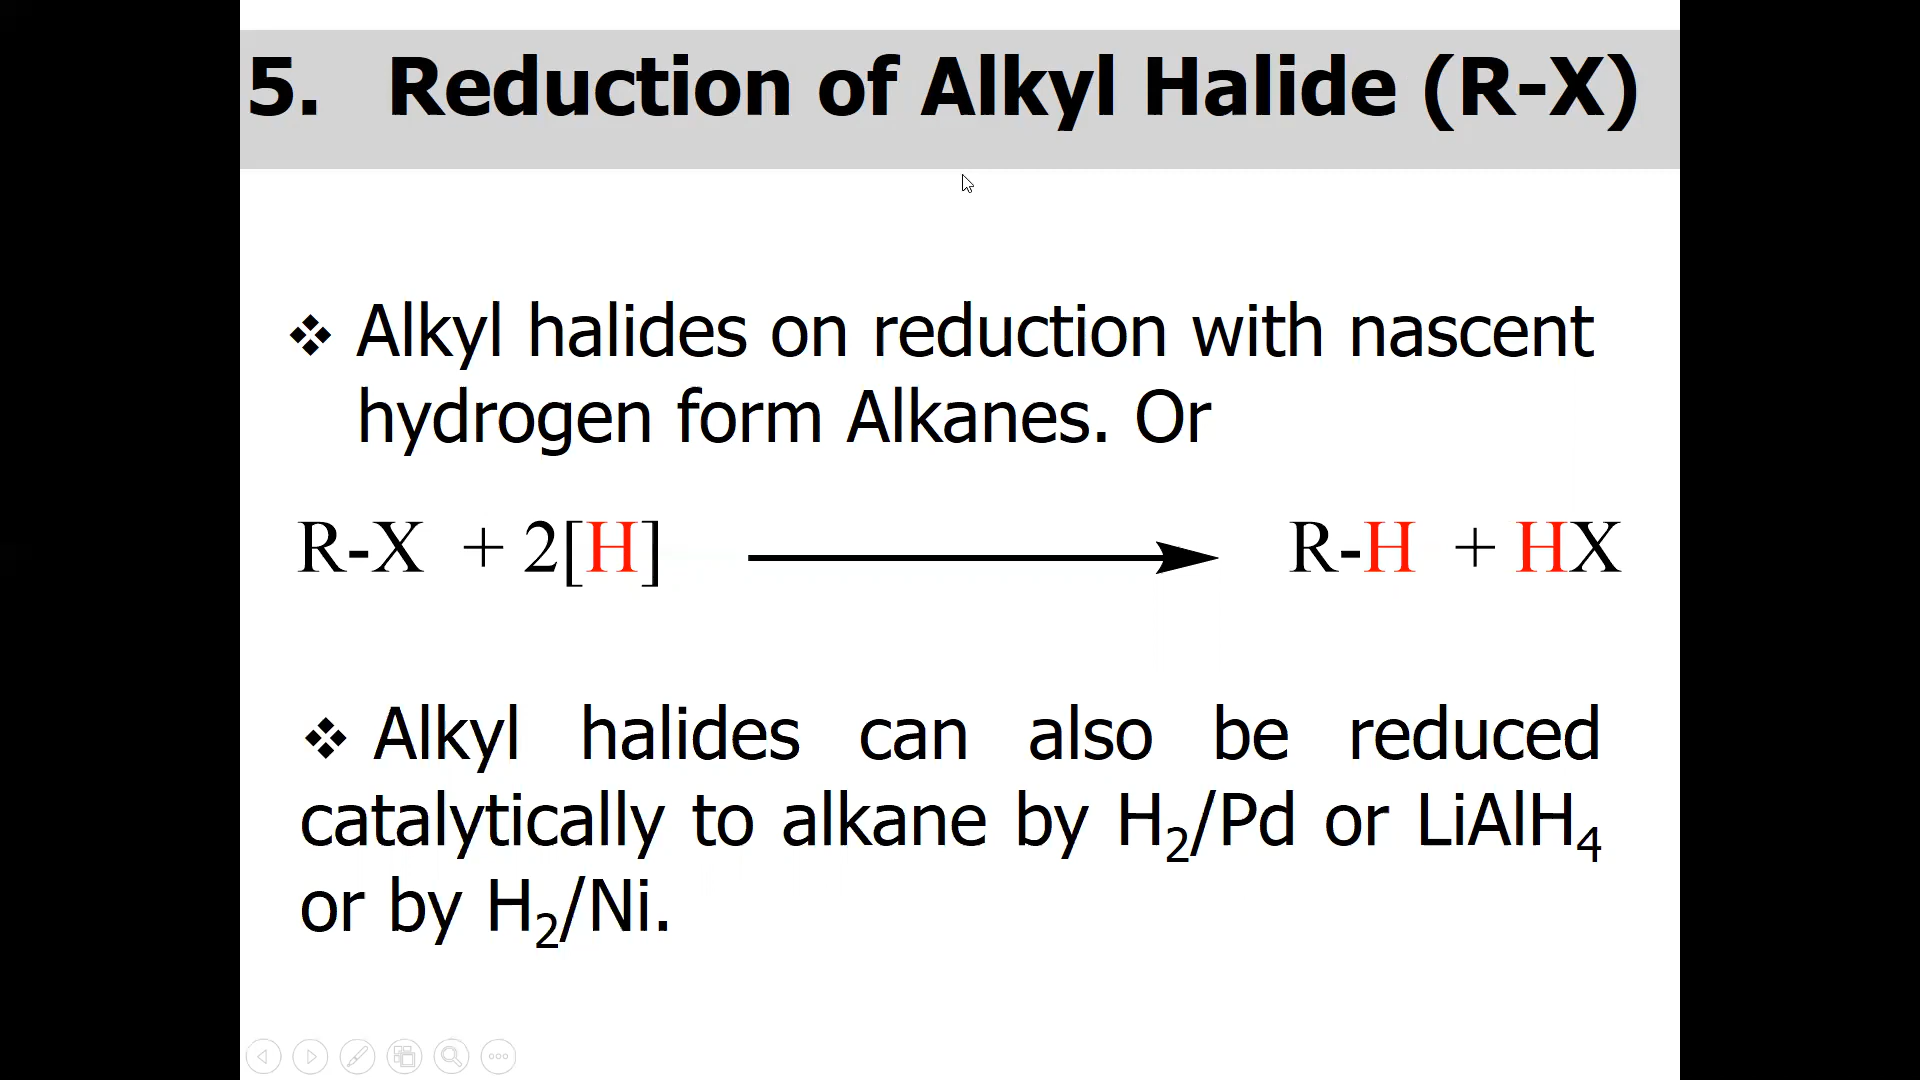 5. Reduction of Alkyl Halide (R-X)
❖ Alkyl halides on reduction with nascent
hydrogen form Alkanes. Or
R-X + 2[H] ⟶ R-H + HX
❖ Alkyl halides can also be reduced
catalytically to alkane by H₂/Pd or LiAlH₄
or by H₂/Ni.